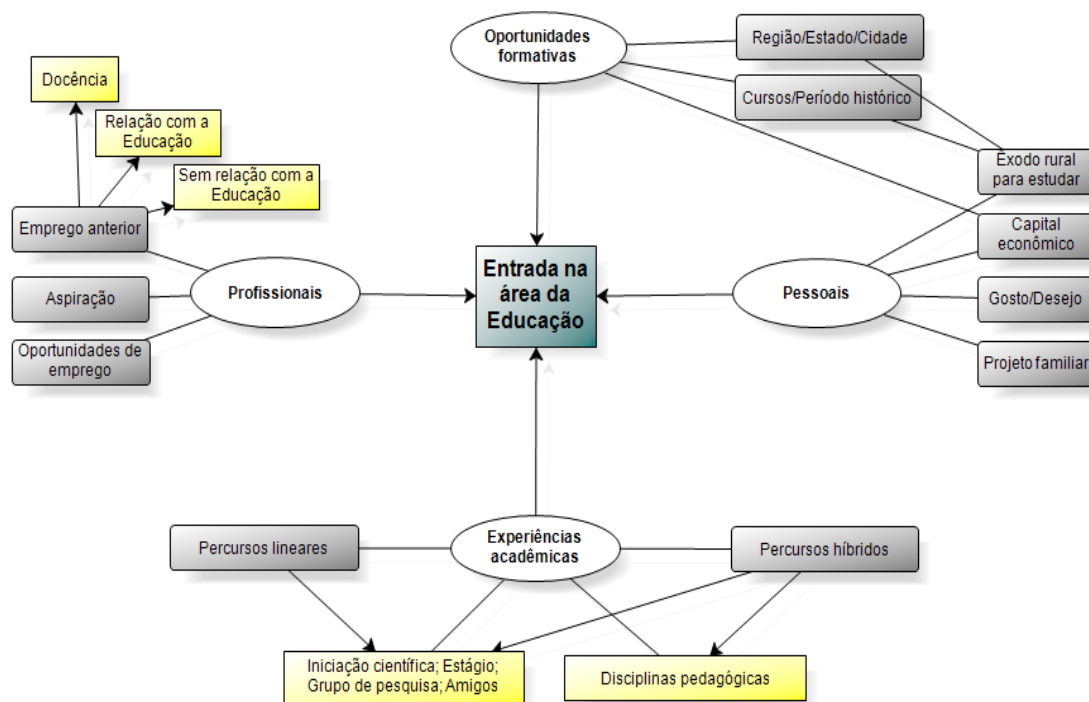 Oportunidades
formativas
Região/Estado/Cidade
Cursos/Período histórico
Docência
Relação com a
Educação
Sem relação com a
Educação
Êxodo rural
para estudar
Emprego anterior
Capital
econômico
Entrada na
área da
Educação
Aspiração
Profissionais
Pessoais
Gosto/Desejo
Oportunidades de
emprego
Projeto familiar
Percursos lineares
Experiências
acadêmicas
Percursos híbridos
Iniciação científica; Estágio;
Grupo de pesquisa; Amigos
Disciplinas pedagógicas